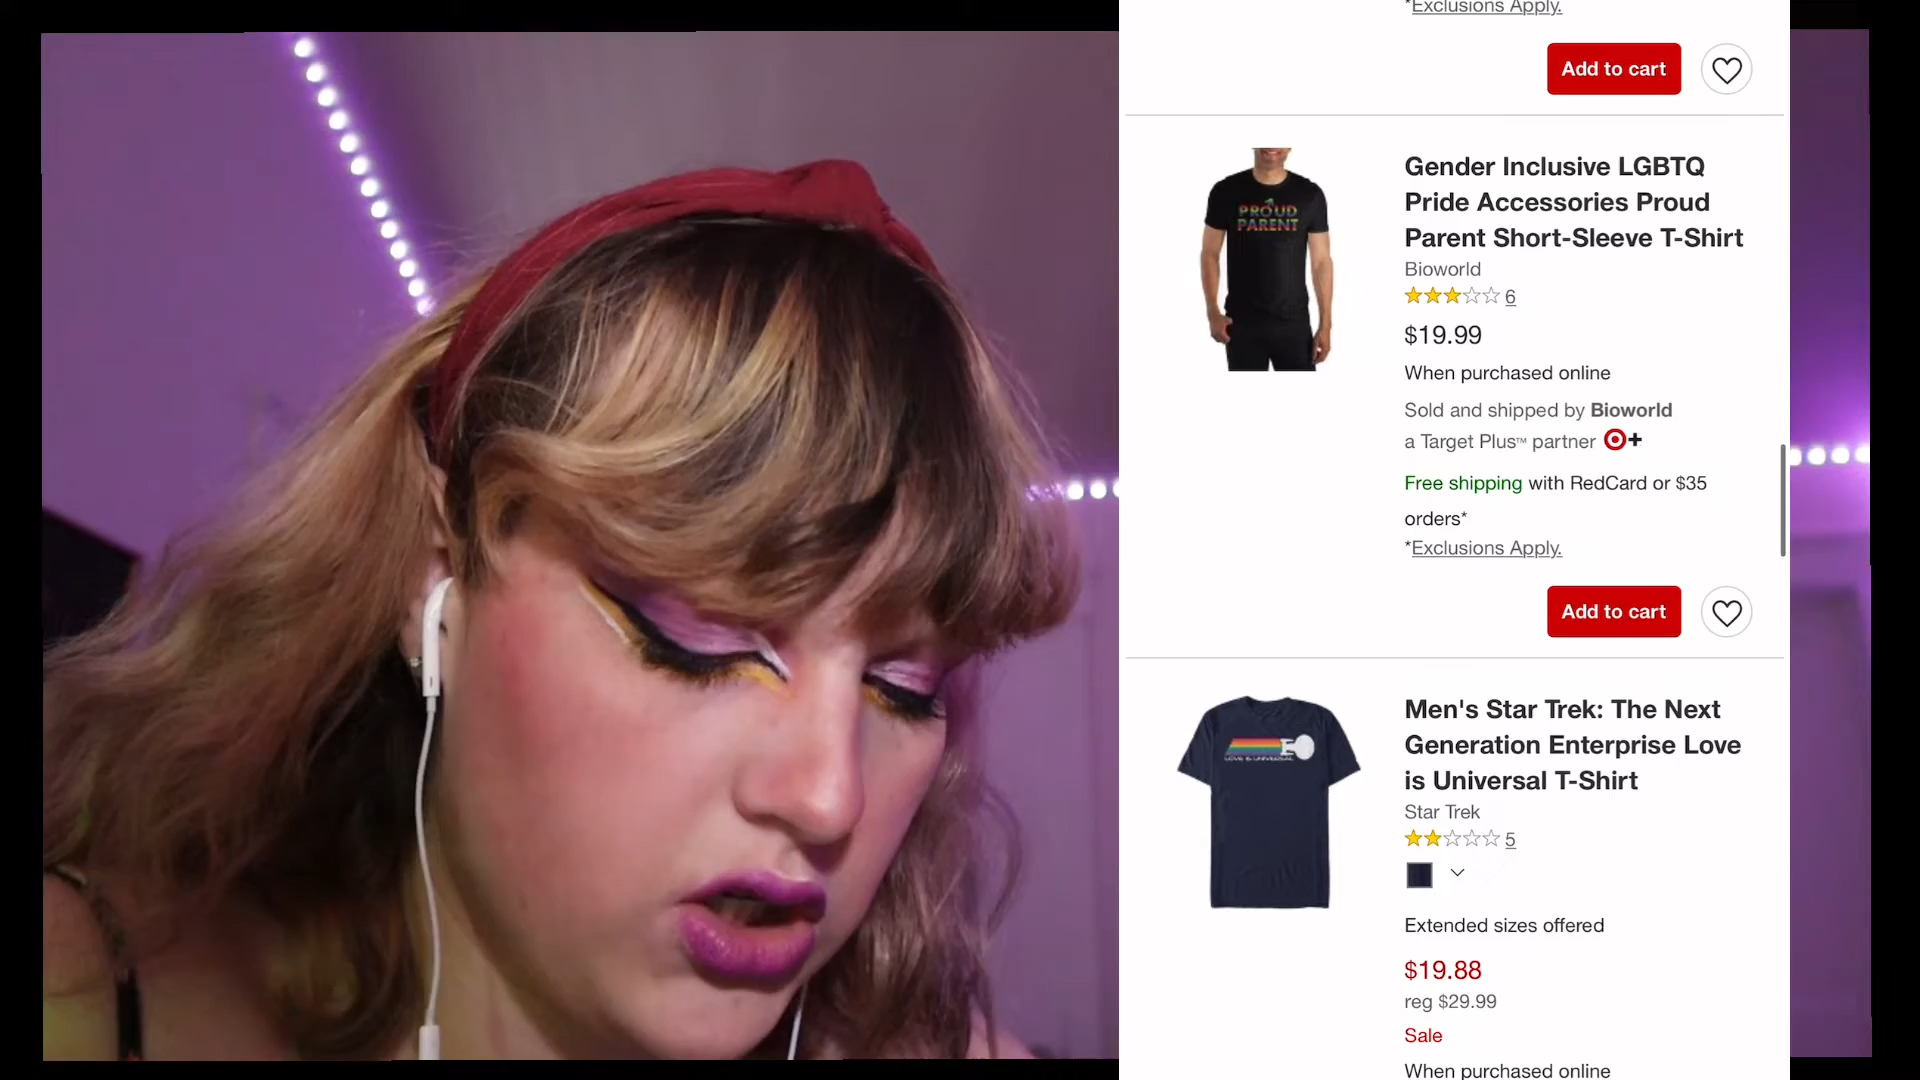 *Exclusions Apply.
Add to cart
PROUD
PARENT
Gender Inclusive LGBTQ
Pride Accessories Proud
Parent Short-Sleeve T-Shirt
Bioworld
6
$19.99
When purchased online
Sold and shipped by Bioworld
a Target Plus™ partner
Free shipping with RedCard or $35
orders*
*Exclusions Apply.
Add to cart
LOVE IS UNIVERSAL
Men's Star Trek: The Next
Generation Enterprise Love
is Universal T-Shirt
Star Trek
5
Extended sizes offered
$19.88
reg $29.99
Sale
When purchased online